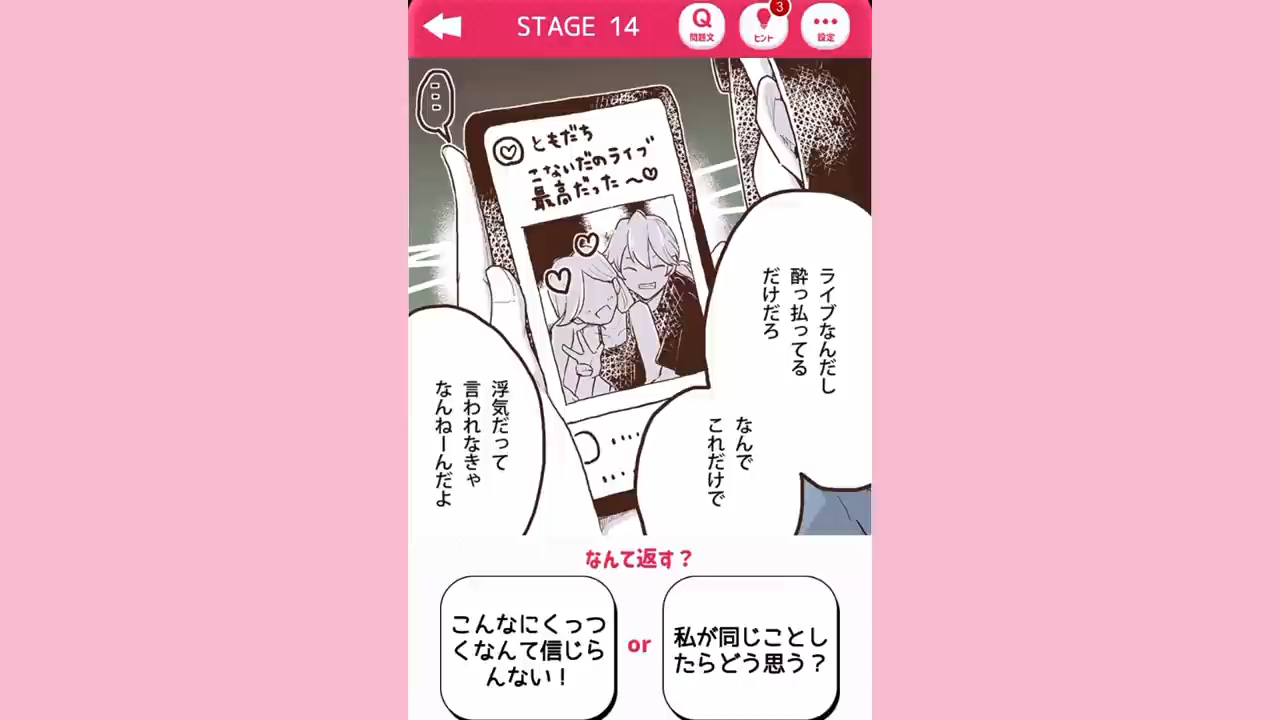 STAGE 14
Q
問題文
3
ヒント
設定
ともだち
こないだのライブ
最高だった～♡
ライブなんだし
酔っ払ってる
だけだろ
なんで
これだけで
浮気だって
言われなきゃ
なんねーんだよ
なんて返す？
こんなにくっつ
くなんて信じら
んない！
or
私が同じことし
たらどう思う？